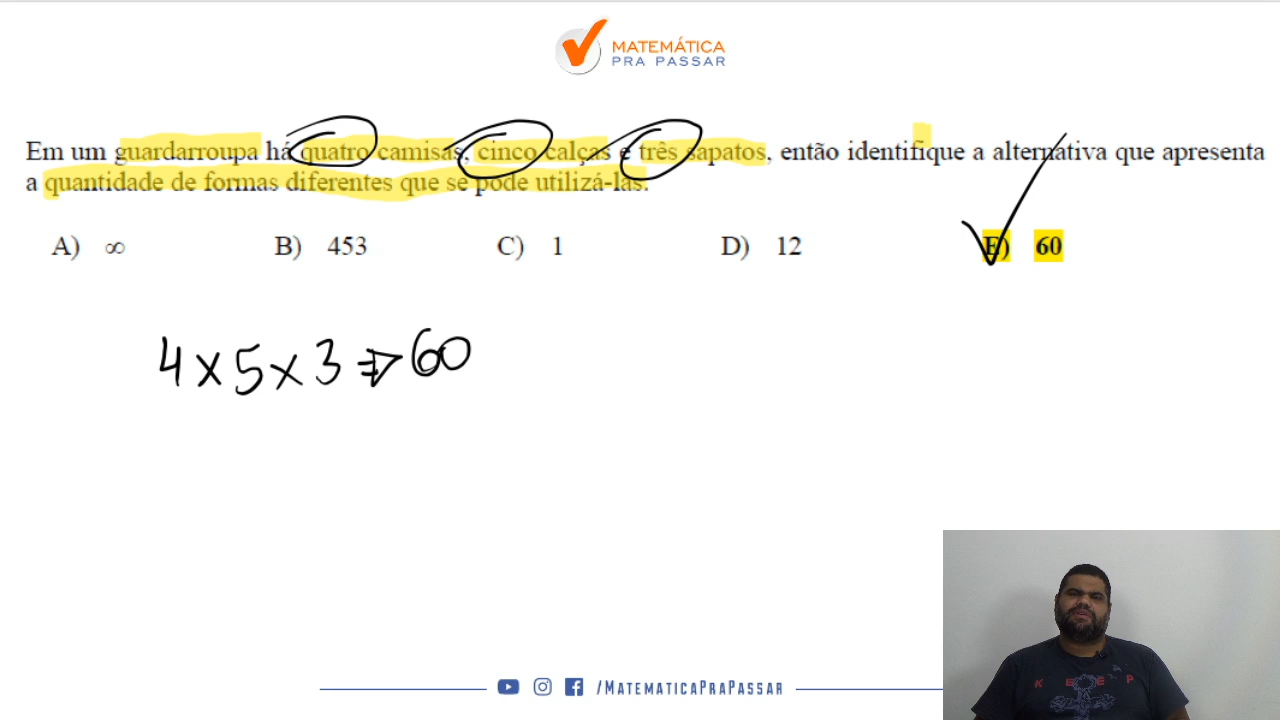 MATEMÁTICA
PRA PASSAR
Em um guardarroupa há quatro camisas, cinco calças e três sapatos, então identifique a alternativa que apresenta
a quantidade de formas diferentes que se pode utilizá-las.
A) ∞ B) 453 C) 1 D) 12 E) 60
4 x 5 x 3 => 60
KEEP
/MATEMATICAPRAPASSAR